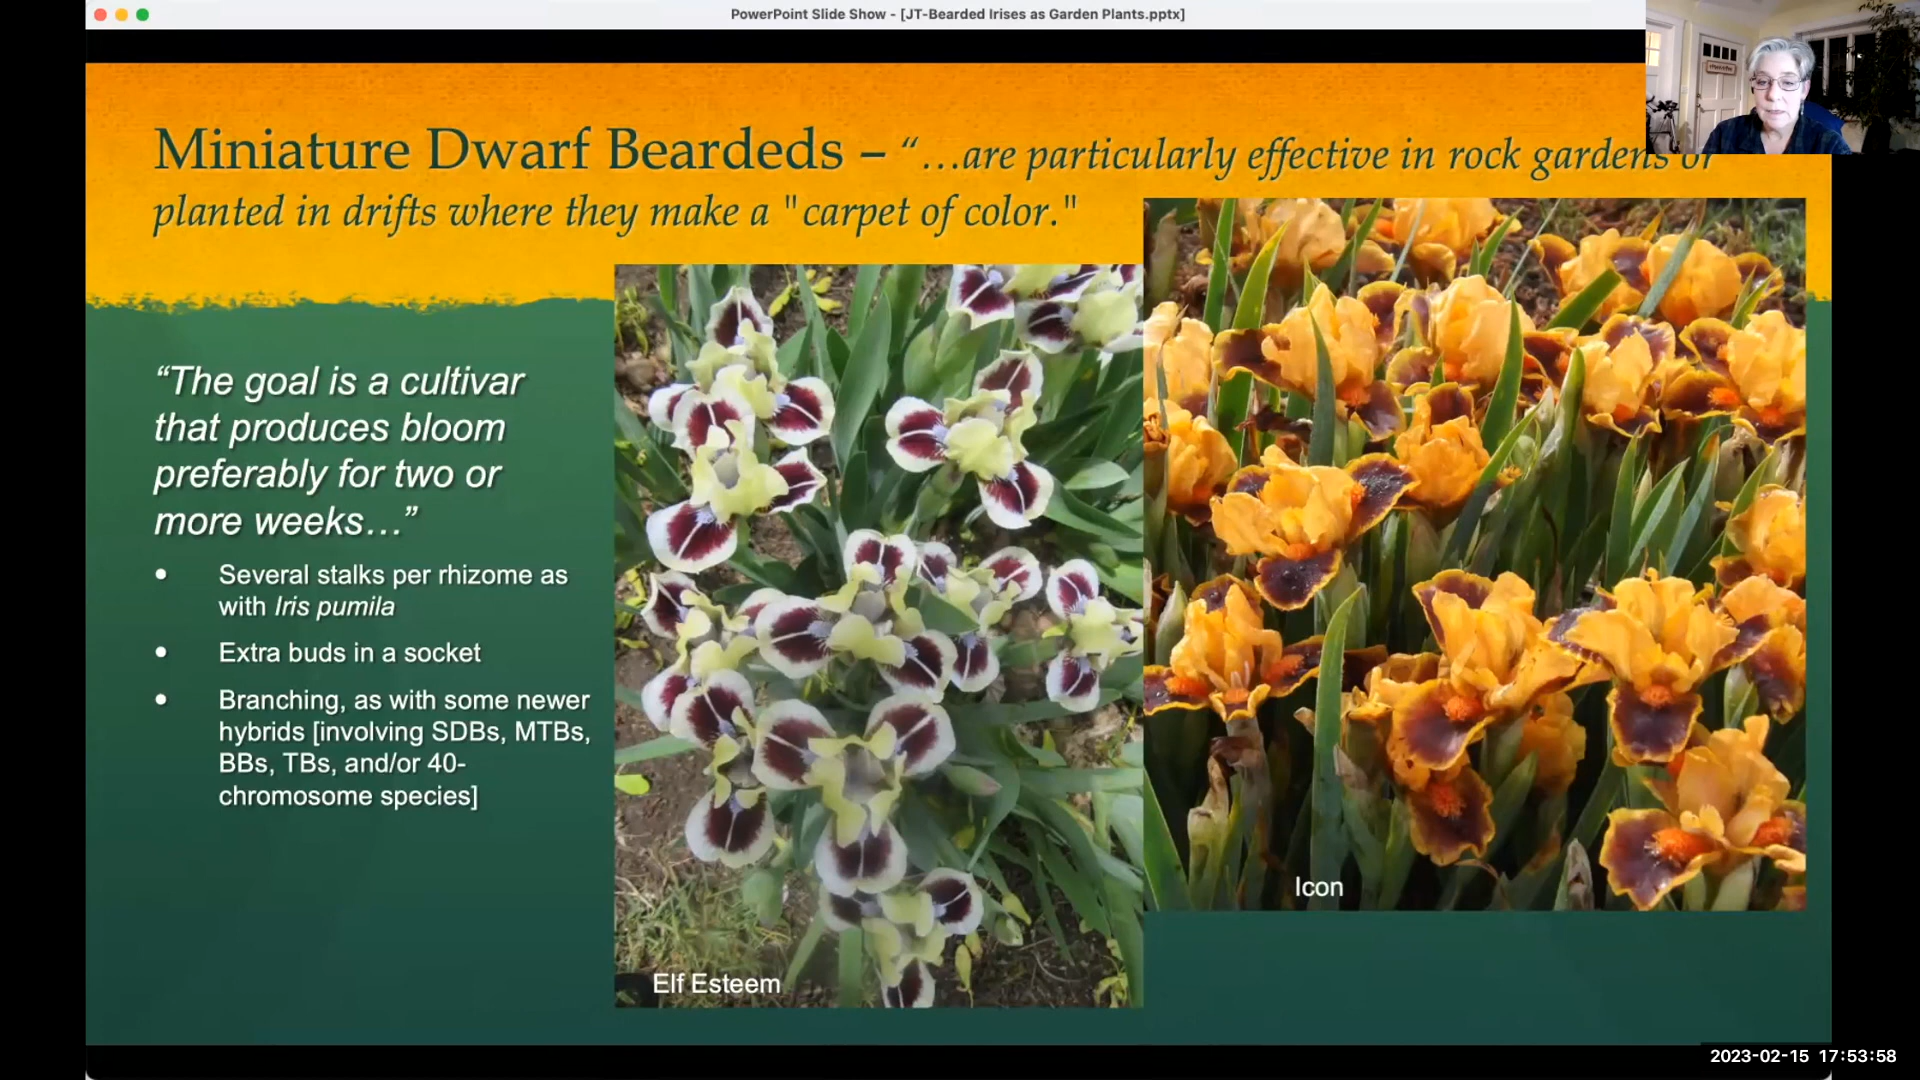 PowerPoint Slide Show - [JT-Bearded Irises as Garden Plants.pptx]
Miniature Dwarf Beardeds – “…are particularly effective in rock gardens or
planted in drifts where they make a "carpet of color."
“The goal is a cultivar
that produces bloom
preferably for two or
more weeks…”
• Several stalks per rhizome as
with Iris pumila
• Extra buds in a socket
• Branching, as with some newer
hybrids [involving SDBs, MTBs,
BBs, TBs, and/or 40-
chromosome species]
Elf Esteem
Icon
2023-02-15 17:53:58